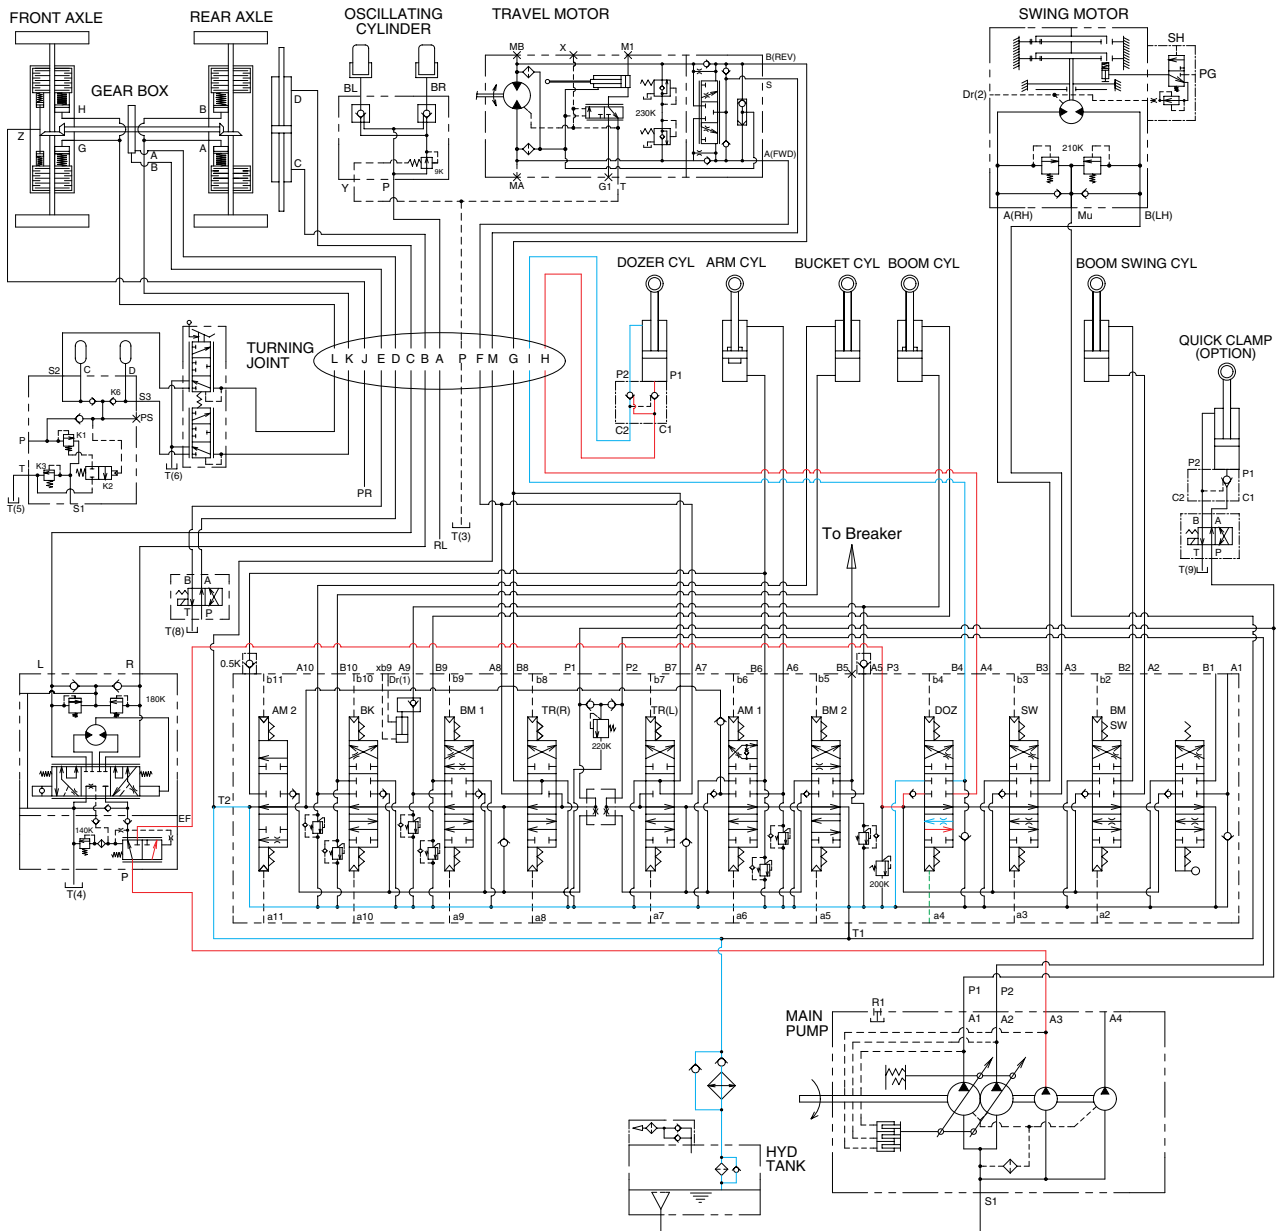 FRONT AXLE
REAR AXLE
OSCILLATING
CYLINDER
TRAVEL MOTOR
SWING MOTOR
MB
X
M1
B(REV)
SH
BL
BR
S
PG
GEAR BOX
H
B
D
Dr(2)
Z
230K
G
A
A
B
C
210K
A(FWD)
Y
P
9K
MA
G1
T
A(RH)
Mu
B(LH)
DOZER CYL
ARM CYL
BUCKET CYL
BOOM CYL
BOOM SWING CYL
QUICK CLAMP
(OPTION)
TURNING
JOINT
L K J E D C B A P F M G I H
S2
C
D
P2
P1
K6
S3
PS
P
K1
C2
C1
T
K3
K2
T(6)
T(5)
S1
PR
RL
T(3)
P2
P1
C2
C1
B
A
T
P
T(9)
To Breaker
B
A
T
P
T(8)
L
R
0.5K
A10
B10
xb9
A9
B9
A8
B8
P1
P2
B7
A7
B6
A6
B5
A5
P3
B4
A4
B3
A3
B2
A2
B1
A1
b11
b10
Dr(1)
b9
b8
b7
b6
b5
b4
b3
b2
180K
AM 2
BK
BM 1
TR(R)
TR(L)
AM 1
BM 2
DOZ
SW
BM
SW
220K
T2
EF
140K
P
T(4)
200K
a11
a10
a9
a8
a7
a6
a5
a4
a3
a2
T1
P1
P2
R1
MAIN
PUMP
A1
A2
A3
A4
HYD
TANK
S1